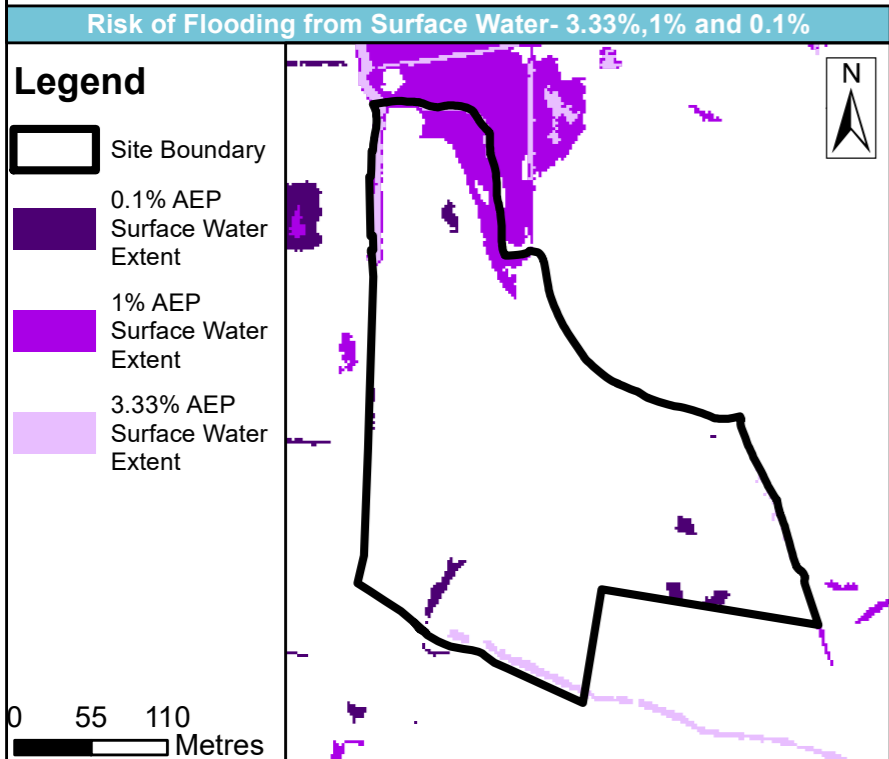 Risk of Flooding from Surface Water- 3.33%,1% and 0.1%
Legend
Site Boundary
0.1% AEP
Surface Water
Extent
1% AEP
Surface Water
Extent
3.33% AEP
Surface Water
Extent
0 55 110
Metres
N